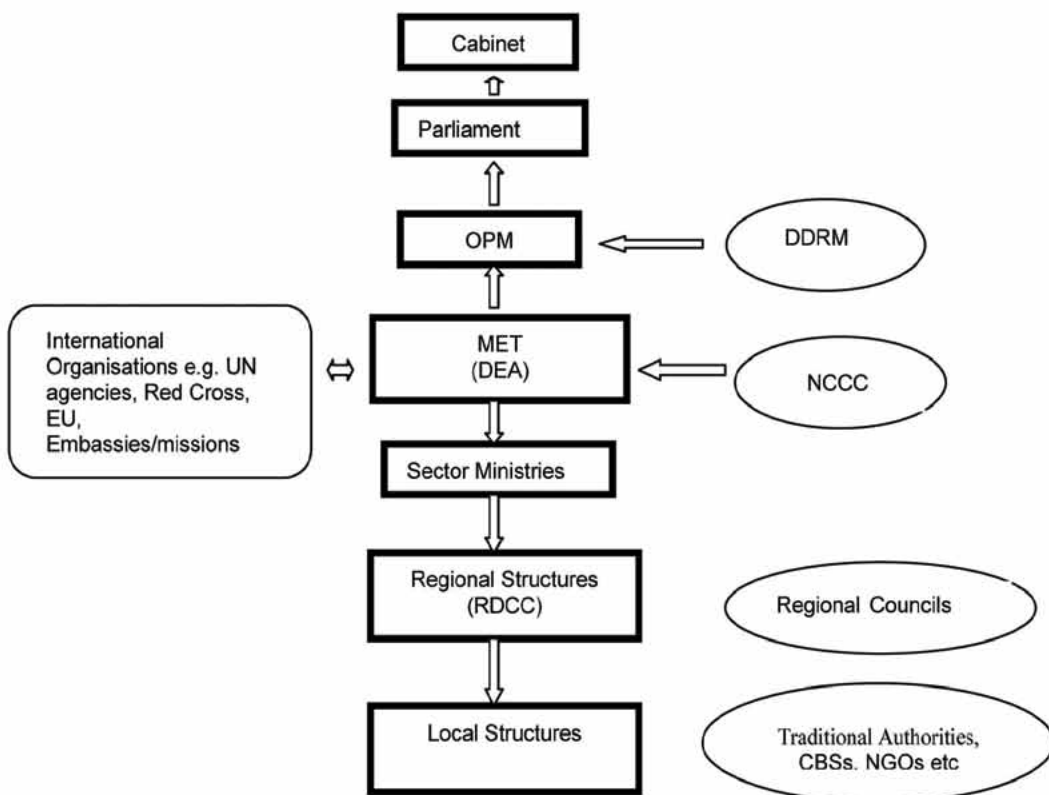 Cabinet
Parliament
OPM
DDRM
MET
(DEA)
NCCC
International
Organisations e.g. UN
agencies, Red Cross,
EU,
Embassies/missions
Sector Ministries
Regional Structures
(RDCC)
Regional Councils
Local Structures
Traditional Authorities,
CBSs. NGOs etc